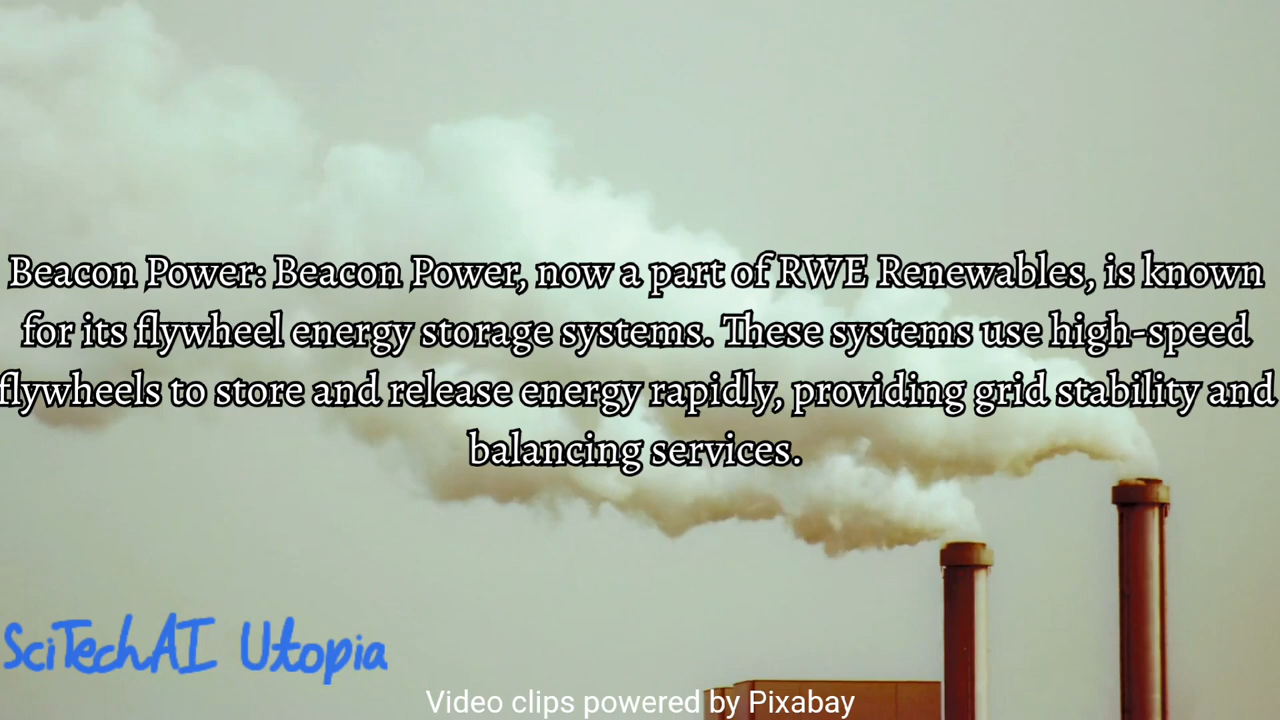 Beacon Power: Beacon Power, now a part of RWE Renewables, is known
for its flywheel energy storage systems. These systems use high-speed
flywheels to store and release energy rapidly, providing grid stability and
balancing services.
SciTechAI Utopia
Video clips powered by Pixabay